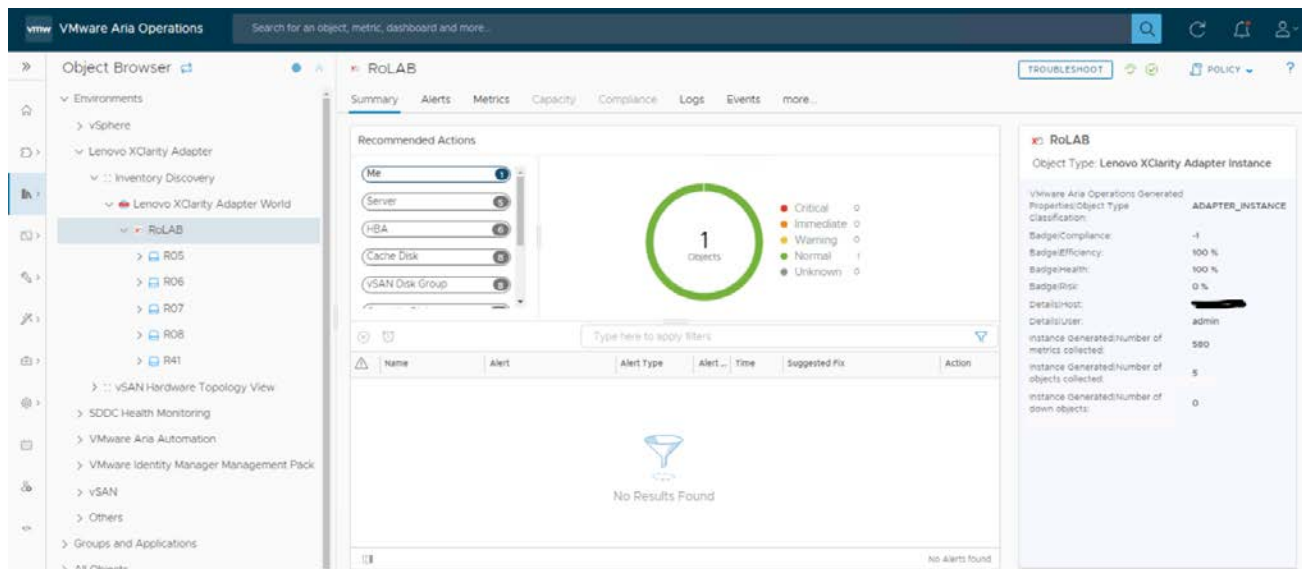 vmw VMware Aria Operations
Search for an object, metric, dashboard and more...
Object Browser
Environments
vSphere
Lenovo XClarity Adapter
Inventory Discovery
Lenovo XClarity Adapter World
RoLAB
R05
R06
R07
R08
R41
vSAN Hardware Topology View
SDDC Health Monitoring
VMware Aria Automation
VMware Identity Manager Management Pack
vSAN
Others
Groups and Applications
All Objects
RoLAB
TROUBLESHOOT
POLICY
?
Summary Alerts Metrics Capacity Compliance Logs Events more...
Recommended Actions
Me 1
Server 5
HBA
Cache Disk
vSAN Disk Group
1
Objects
Critical 0
Immediate 0
Warning 0
Normal 1
Unknown 0
Type here to apply filters
Name Alert Alert Type Alert ... Time Suggested Fix Action
No Results Found
No Alerts found
RoLAB
Object Type: Lenovo XClarity Adapter Instance
VMware Aria Operations Generated
Properties|Object Type ADAPTER_INSTANCE
Classification:
Badge|Compliance: -1
Badge|Efficiency: 100 %
Badge|Health: 100 %
Badge|Risk: 0 %
Details|Host:
Details|User: admin
Instance Generated|Number of
metrics collected: 580
Instance Generated|Number of
objects collected: 5
Instance Generated|Number of
down objects: 0